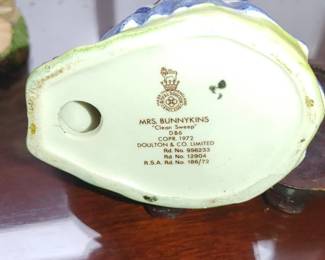 MRS. BUNNYKINS
"Clean Sweep"
DB6
COPR. 1972
DOULTON & CO. LIMITED
Rd. No. 956233
Rd. No. 12904
R.S.A. Rd. No. 186/72